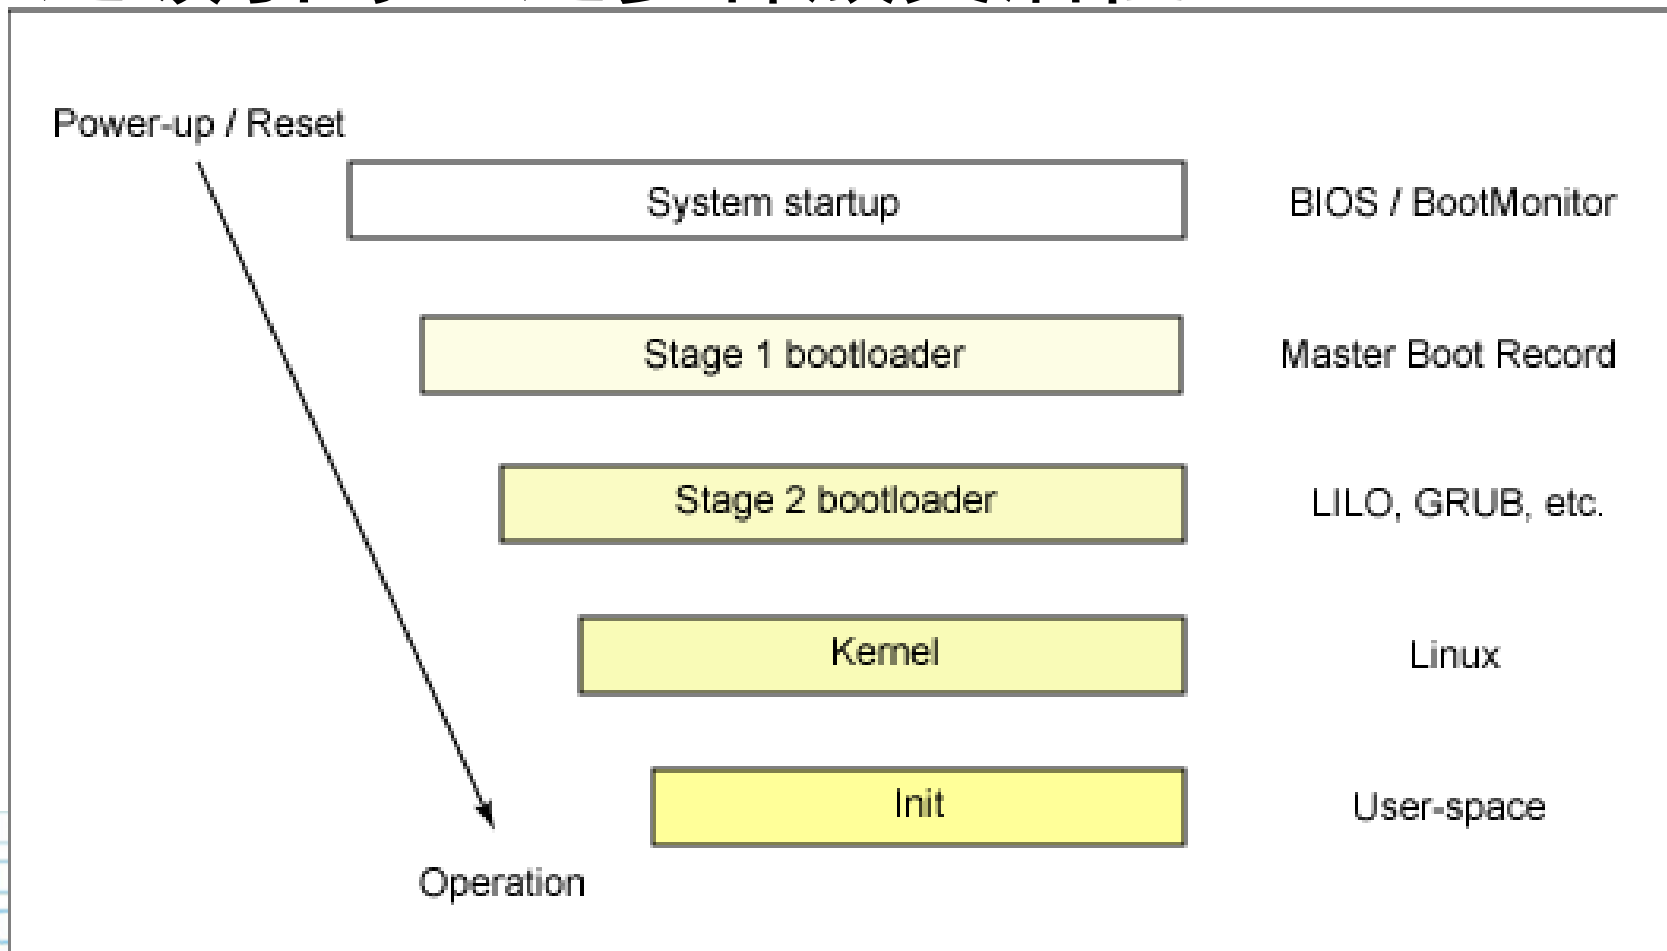 Power-up / Reset
System startup
BIOS / BootMonitor
Stage 1 bootloader
Master Boot Record
Stage 2 bootloader
LILO, GRUB, etc.
Kernel
Linux
Init
User-space
Operation